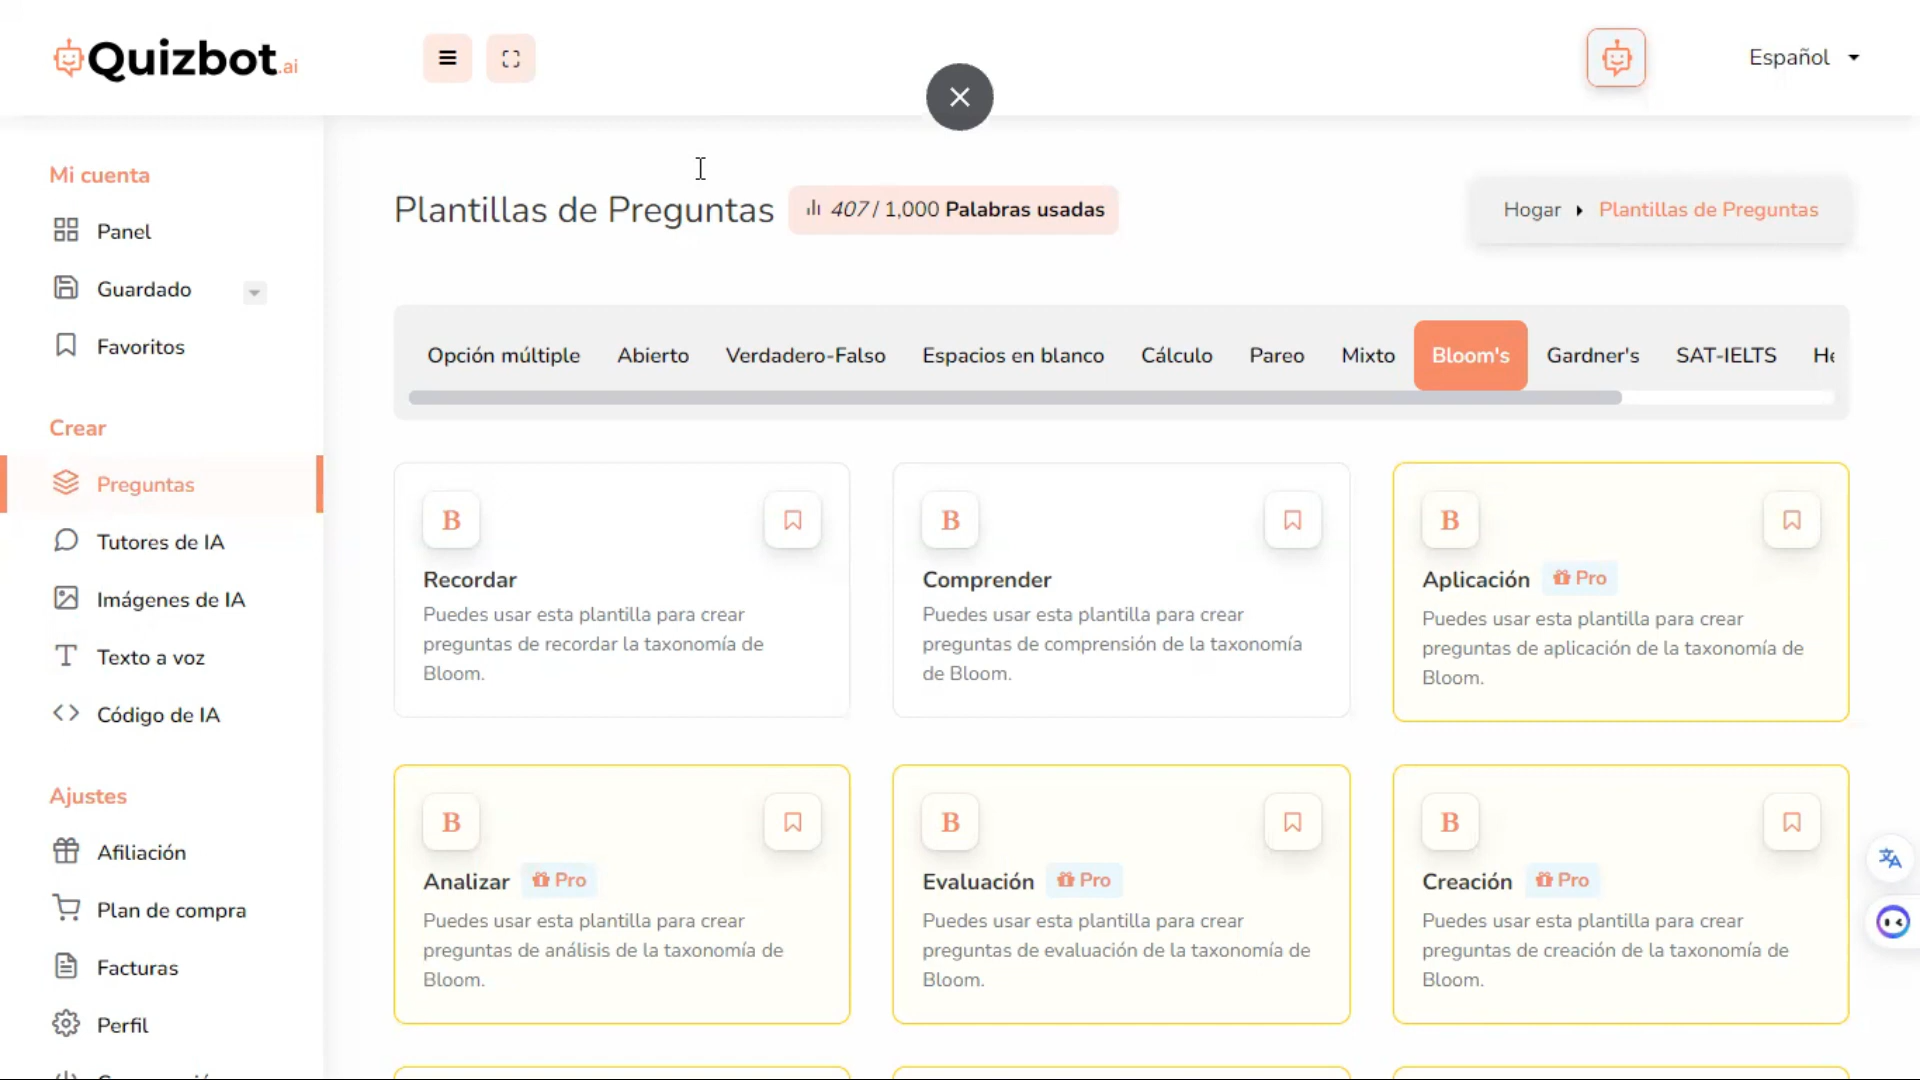 Quizbot.ai
Español
Mi cuenta
Panel
Guardado
Favoritos
Crear
Preguntas
Tutores de IA
Imágenes de IA
Texto a voz
Código de IA
Ajustes
Afiliación
Plan de compra
Facturas
Perfil
Plantillas de Preguntas
407 / 1,000 Palabras usadas
Hogar
Plantillas de Preguntas
Opción múltiple
Abierto
Verdadero-Falso
Espacios en blanco
Cálculo
Pareo
Mixto
Bloom's
Gardner's
SAT-IELTS
B
Recordar
Puedes usar esta plantilla para crear
preguntas de recordar la taxonomía de
Bloom.
B
Comprender
Puedes usar esta plantilla para crear
preguntas de comprensión de la taxonomía
de Bloom.
B
Aplicación Pro
Puedes usar esta plantilla para crear
preguntas de aplicación de la taxonomía de
Bloom.
B
Analizar Pro
Puedes usar esta plantilla para crear
preguntas de análisis de la taxonomía de
Bloom.
B
Evaluación Pro
Puedes usar esta plantilla para crear
preguntas de evaluación de la taxonomía de
Bloom.
B
Creación Pro
Puedes usar esta plantilla para crear
preguntas de creación de la taxonomía de
Bloom.